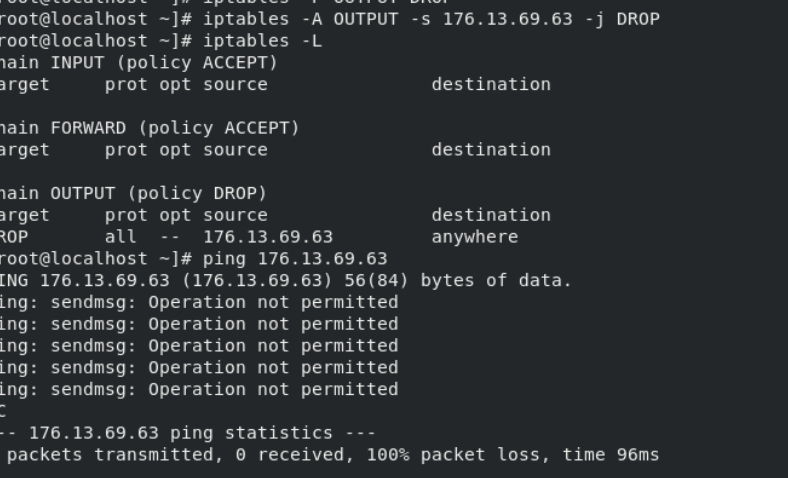 root@localhost ~]# iptables -P OUTPUT DROP
root@localhost ~]# iptables -A OUTPUT -s 176.13.69.63 -j DROP
root@localhost ~]# iptables -L
hain INPUT (policy ACCEPT)
arget     prot opt source               destination

hain FORWARD (policy ACCEPT)
arget     prot opt source               destination

hain OUTPUT (policy DROP)
arget     prot opt source               destination
ROP       all  --  176.13.69.63         anywhere
root@localhost ~]# ping 176.13.69.63
ING 176.13.69.63 (176.13.69.63) 56(84) bytes of data.
ing: sendmsg: Operation not permitted
ing: sendmsg: Operation not permitted
ing: sendmsg: Operation not permitted
ing: sendmsg: Operation not permitted
ing: sendmsg: Operation not permitted
C
-- 176.13.69.63 ping statistics ---
packets transmitted, 0 received, 100% packet loss, time 96ms